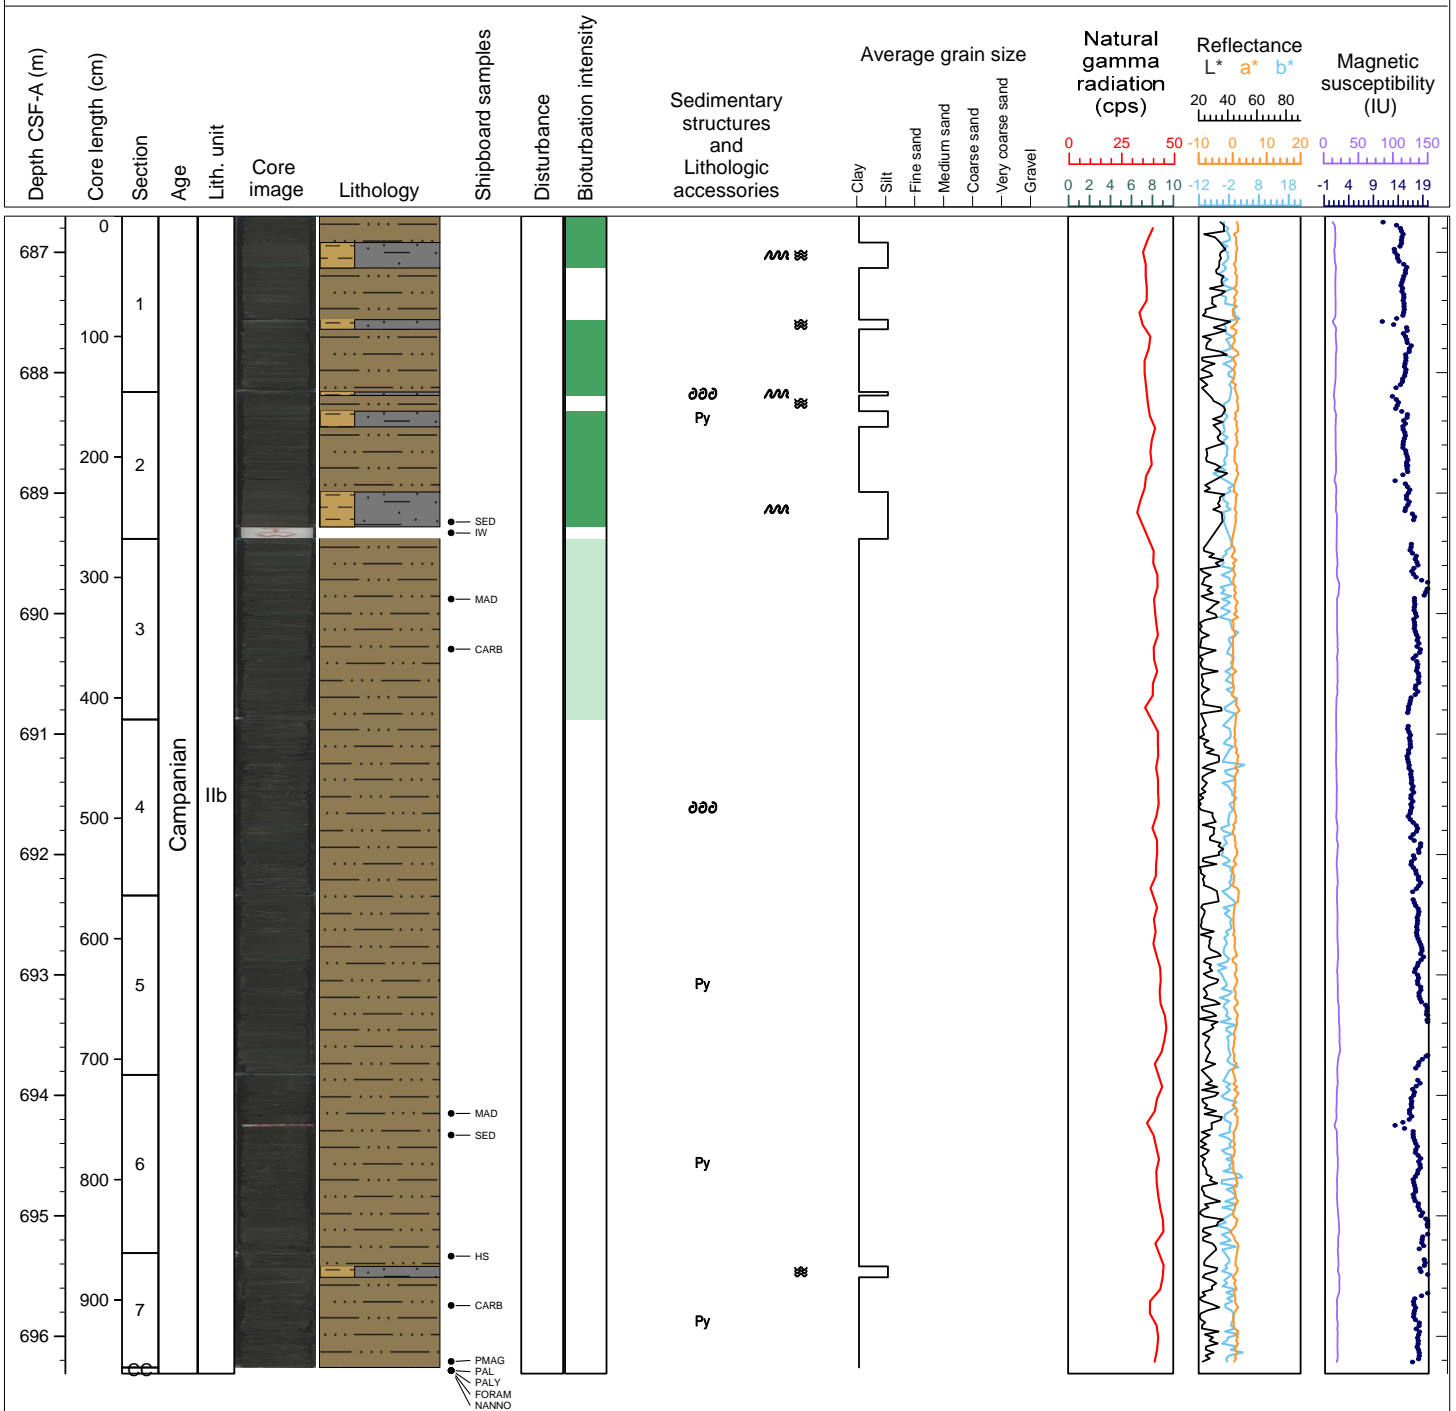 Depth CSF-A (m)
Core length (cm)
Section
Age
Lith. unit
Core
image
Lithology
Shipboard samples
Disturbance
Bioturbation intensity
Sedimentary
structures
and
Lithologic
accessories
Average grain size
Clay
Silt
Fine sand
Medium sand
Coarse sand
Very coarse sand
Gravel
Natural
gamma
radiation
(cps)
0 25 50
0 2 4 6 8 10
Reflectance
L* a* b*
20 40 60 80
-10 0 10 20
-12 -2 8 18
Magnetic
susceptibility
(IU)
0 50 100 150
-1 4 9 14 19
0
687
1
100
688
Py
200
2
689
SED
IW
300
MAD
690
3
CARB
400
691
Campanian
IIb
4
500
692
600
693
5
Py
700
694
MAD
SED
6
Py
800
695
HS
900
7
CARB
Py
696
PMAG
CC
PAL
PALY
FORAM
NANNO